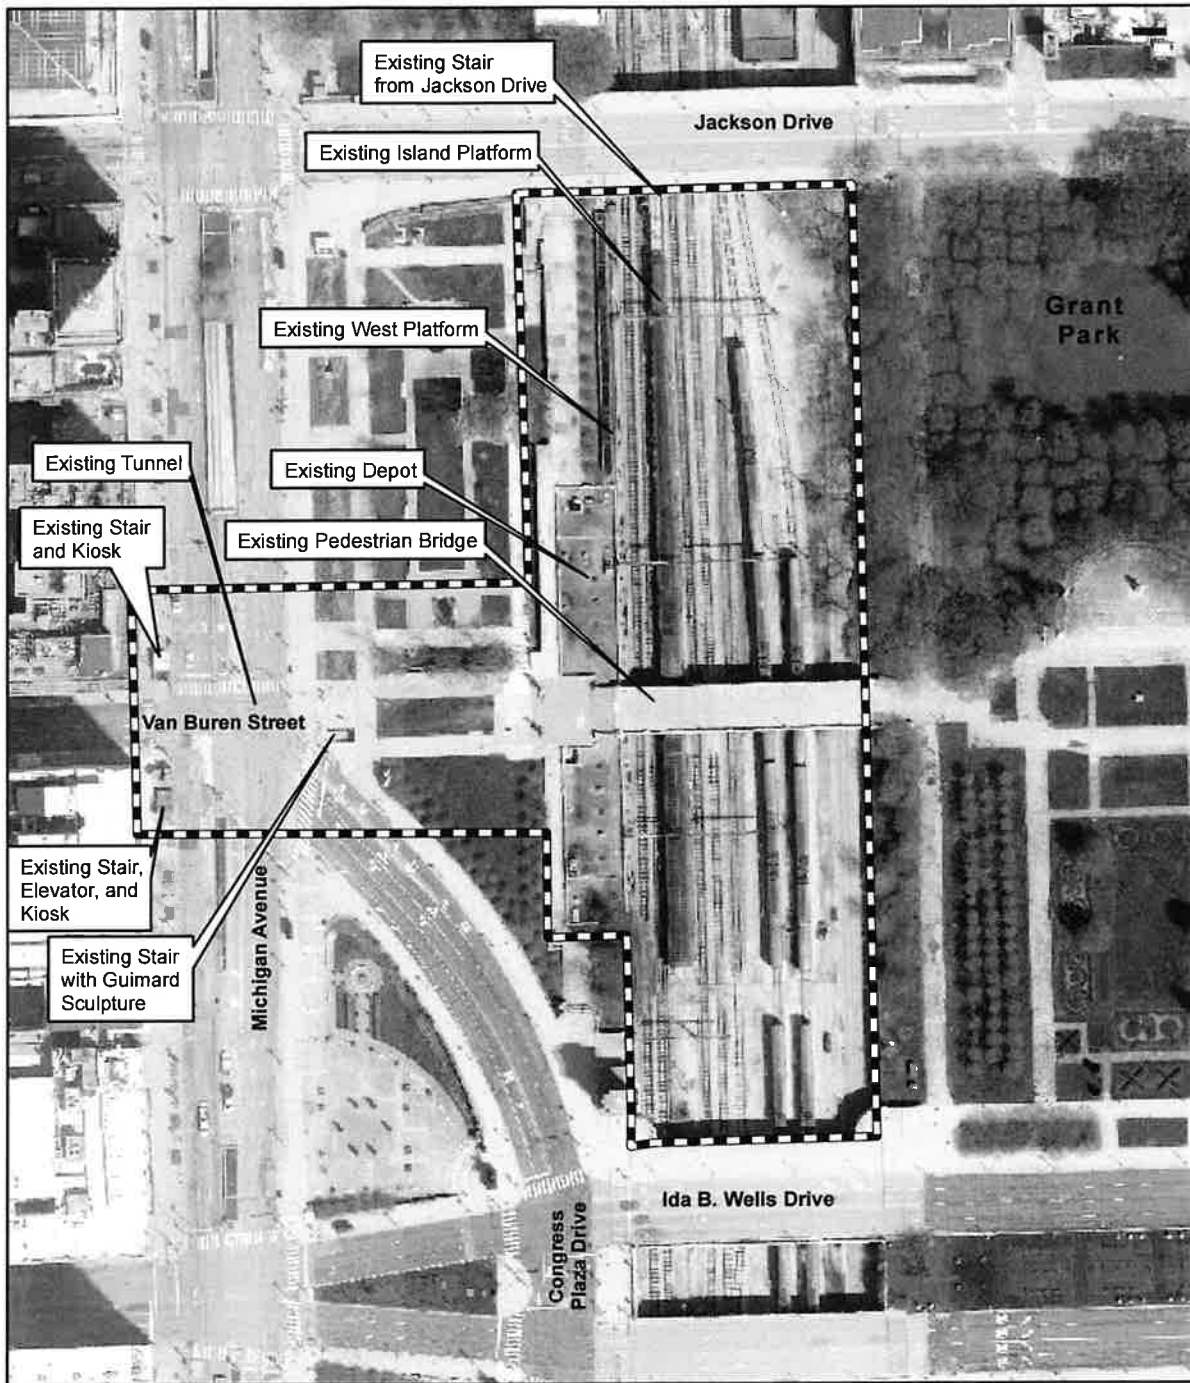 Existing Stair
from Jackson Drive
Jackson Drive
Existing Island Platform
Grant
Park
Existing West Platform
Existing Tunnel
Existing Depot
Existing Stair
and Kiosk
Existing Pedestrian Bridge
Van Buren Street
Existing Stair,
Elevator, and
Kiosk
Michigan Avenue
Existing Stair
with Guimard
Sculpture
Ida B. Wells Drive
Congress
Plaza Drive